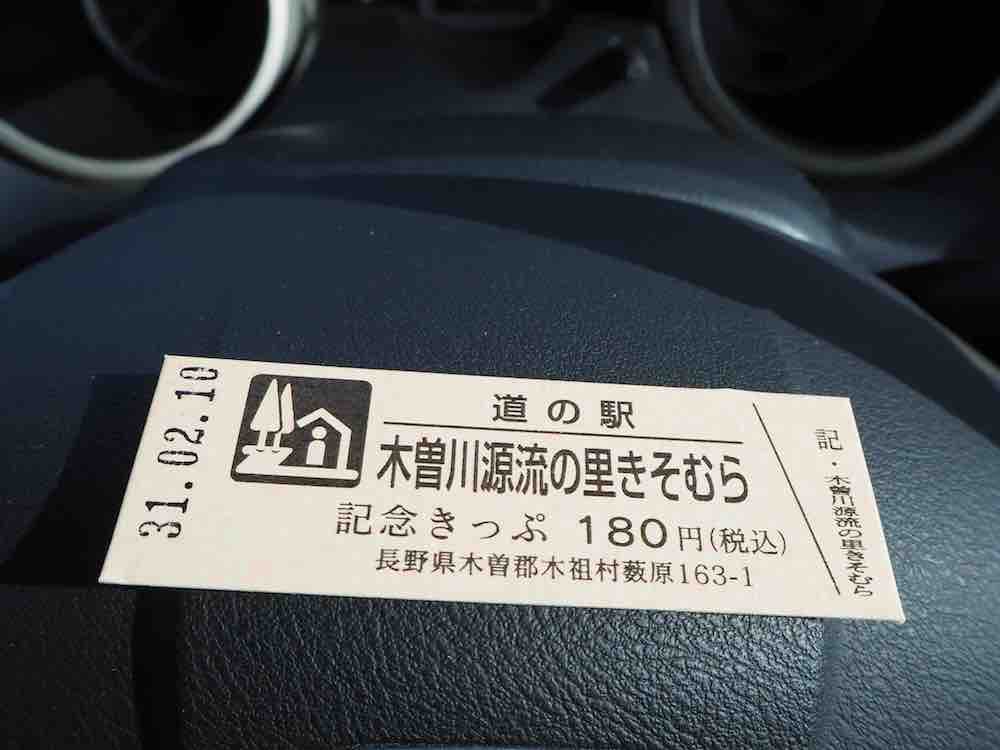 31.02.10
道の駅
木曽川源流の里きそむら
記念きっぷ 180円(税込)
長野県木曽郡木祖村薮原163-1
記・木曽川源流の里きそむら